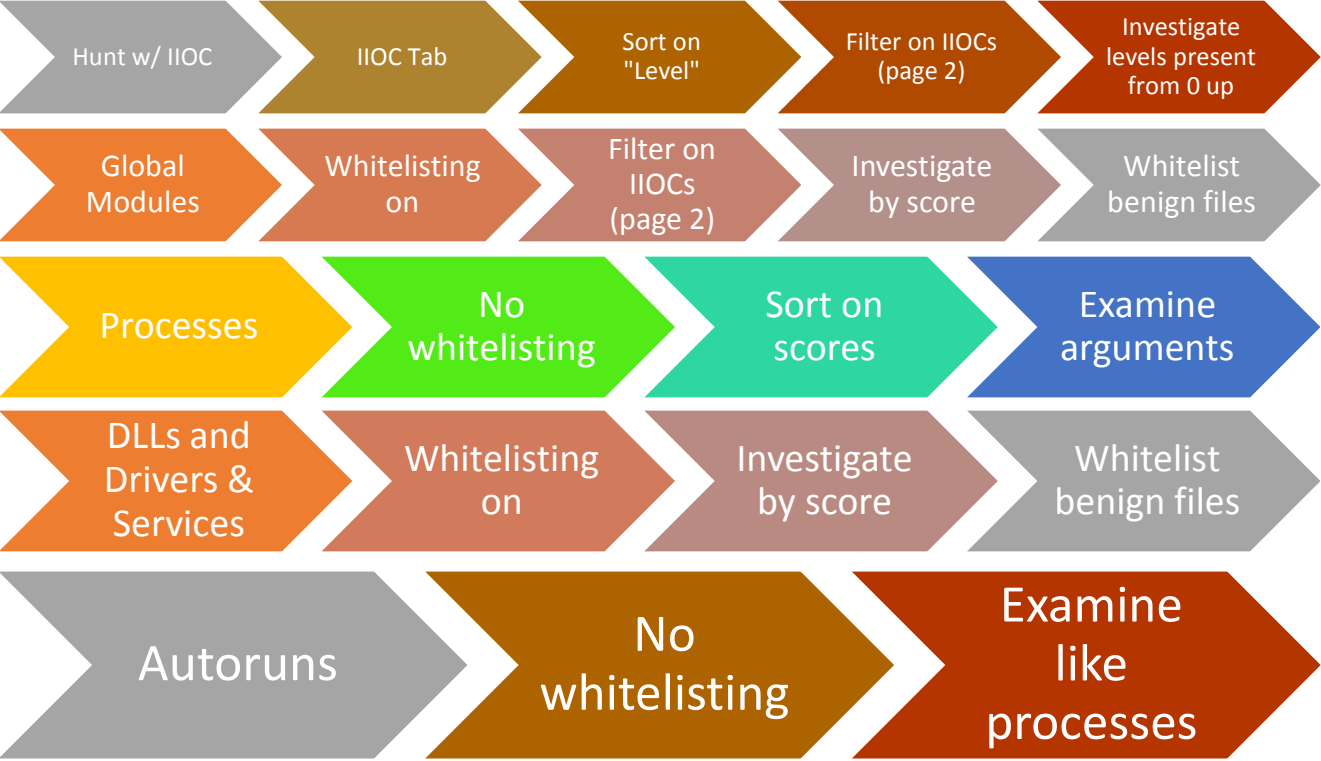 Hunt w/ IIOC
IIOC Tab
Sort on
"Level"
Filter on IIOCs
(page 2)
Investigate
levels present
from 0 up
Global
Modules
Whitelisting
on
Filter on
IIOCs
(page 2)
Investigate
by score
Whitelist
benign files
Processes
No
whitelisting
Sort on
scores
Examine
arguments
DLLs and
Drivers &
Services
Whitelisting
on
Investigate
by score
Whitelist
benign files
Autoruns
No
whitelisting
Examine
like
processes